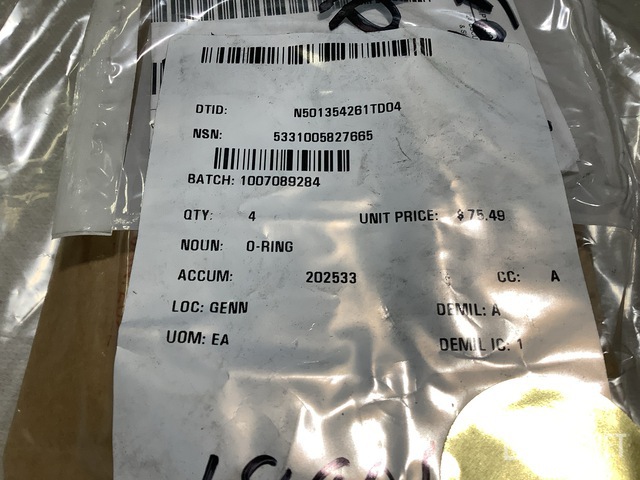 DTID: N501354261TD04
NSN: 5331005827665
BATCH: 1007089284
QTY: 4 UNIT PRICE: $ 75.49
NOUN: O-RING
ACCUM: 202533 CC: A
LOC: GENN DEMIL: A
UOM: EA DEMIL IC: 1